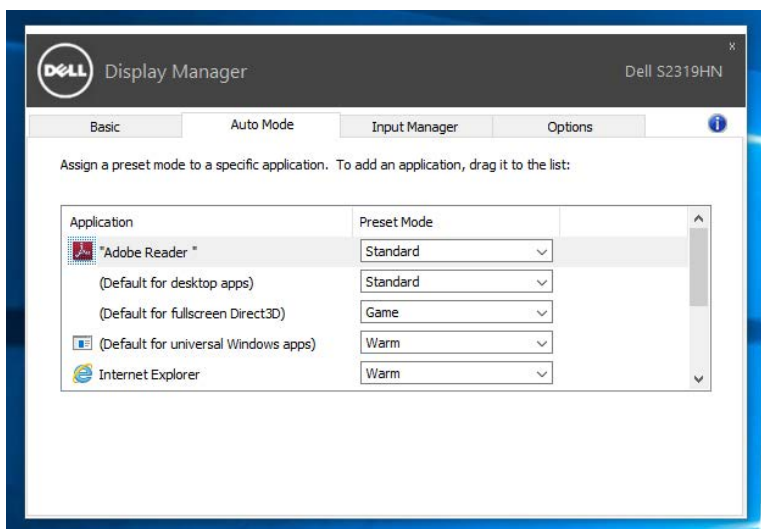 x
DELL Display Manager Dell S2319HN
Basic Auto Mode Input Manager Options i
Assign a preset mode to a specific application. To add an application, drag it to the list:
Application Preset Mode
"Adobe Reader " Standard
(Default for desktop apps) Standard
(Default for fullscreen Direct3D) Game
(Default for universal Windows apps) Warm
Internet Explorer Warm